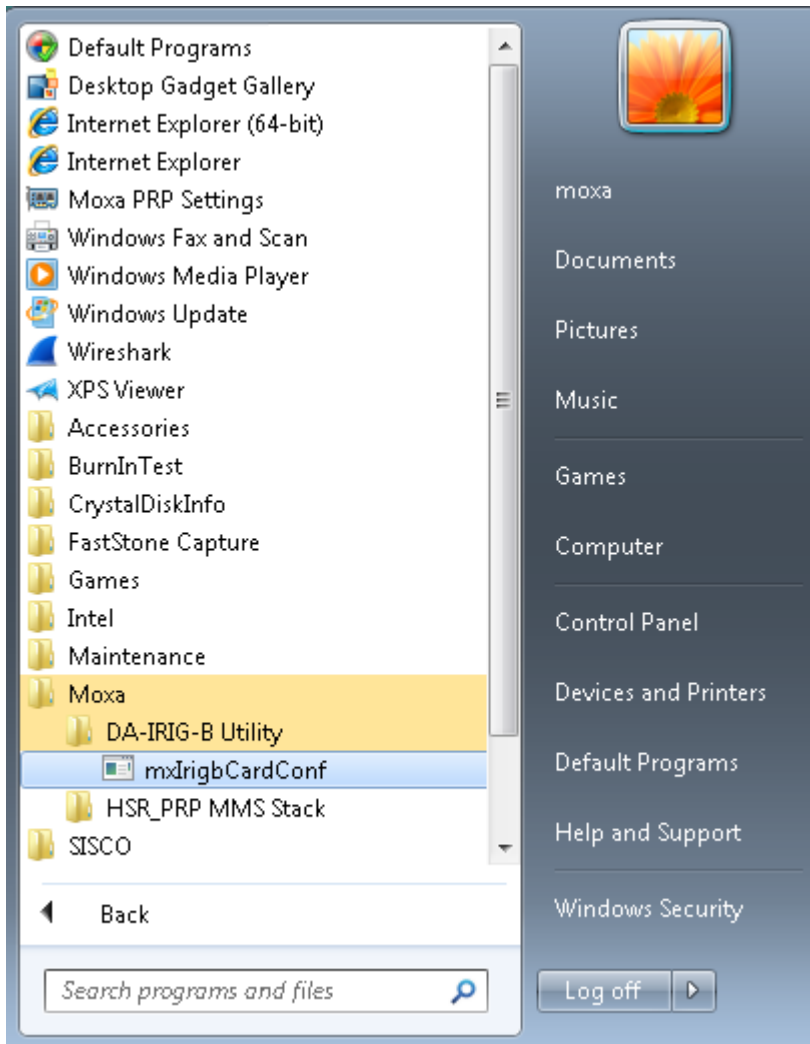 Default Programs
Desktop Gadget Gallery
Internet Explorer (64-bit)
Internet Explorer
Moxa PRP Settings
Windows Fax and Scan
Windows Media Player
Windows Update
Wireshark
XPS Viewer
Accessories
BurnInTest
CrystalDiskInfo
FastStone Capture
Games
Intel
Maintenance
Moxa
DA-IRIG-B Utility
mxIrigbCardConf
HSR_PRP MMS Stack
SISCO
Back
Search programs and files
moxa
Documents
Pictures
Music
Games
Computer
Control Panel
Devices and Printers
Default Programs
Help and Support
Windows Security
Log off